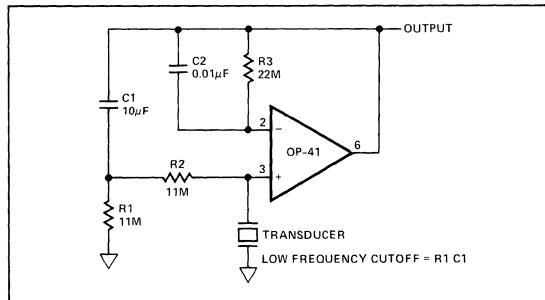 OUTPUT
C2
0.01μF
R3
22M
C1
10μF
2
−
6
OP-41
R2
11M
3
+
R1
11M
TRANSDUCER
LOW FREQUENCY CUTOFF = R1 C1